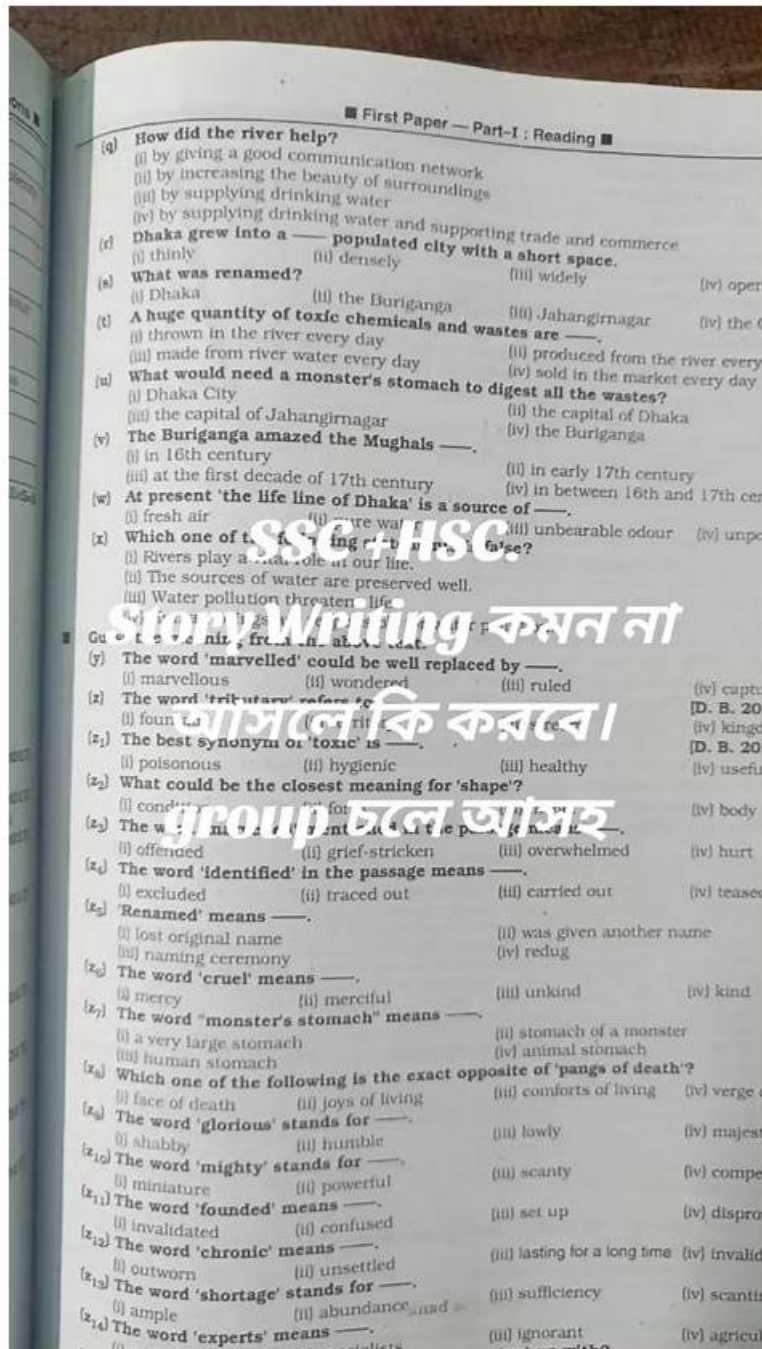 ■ First Paper — Part-I : Reading ■
(q) How did the river help?
(i) by giving a good communication network
(ii) by increasing the beauty of surroundings
(iii) by supplying drinking water
(iv) by supplying drinking water and supporting trade and commerce
(r) Dhaka grew into a —— populated city with a short space.
(i) thinly (ii) densely (iii) widely (iv) open
(s) What was renamed?
(i) Dhaka (ii) the Buriganga (iii) Jahangirnagar (iv) the
(t) A huge quantity of toxic chemicals and wastes are ——.
(i) thrown in the river every day (ii) produced from the river every
(iii) made from river water every day (iv) sold in the market every day
(u) What would need a monster's stomach to digest all the wastes?
(i) Dhaka City (ii) the capital of Dhaka
(iii) the capital of Jahangirnagar (iv) the Buriganga
(v) The Buriganga amazed the Mughals ——.
(i) in 16th century (ii) in early 17th century
(iii) at the first decade of 17th century (iv) in between 16th and 17th cen
(w) At present 'the life line of Dhaka' is a source of ——.
(i) fresh air (ii) pure water (iii) unbearable odour (iv) unpo
SSC +HSC.
(x) Which one of false?
(i) Rivers play a role in our life.
(ii) The sources of water are preserved well.
(iii) Water pollution threatens life
Story Writing কমন না
from the above text.
(y) The word 'marvelled' could be well replaced by ——.
(i) marvellous (ii) wondered (iii) ruled (iv) captu
(z) The word 'tributary' refers to [D. B. 20
আসলে কি করবে।
(i) (iv) kingd
(z₁) The best synonym of 'toxic' is ——. [D. B. 20
(i) poisonous (ii) hygienic (iii) healthy (iv) usefu
(z₂) What could be the closest meaning for 'shape'?
(i) (iv) body
group চলে আসহ
(z₃) The
(i) offended (ii) grief-stricken (iii) overwhelmed (iv) hurt
(z₄) The word 'identified' in the passage means ——.
(i) excluded (ii) traced out (iii) carried out (iv) tease
(z₅) 'Renamed' means ——.
(i) lost original name (ii) was given another name
(iii) naming ceremony (iv) redug
(z₆) The word 'cruel' means ——.
(i) mercy (ii) merciful (iii) unkind (iv) kind
(z₇) The word "monster's stomach" means ——.
(i) a very large stomach (ii) stomach of a monster
(iii) human stomach (iv) animal stomach
(z₈) Which one of the following is the exact opposite of 'pangs of death'?
(i) face of death (ii) joys of living (iii) comforts of living (iv) verge
(z₉) The word 'glorious' stands for ——.
(i) shabby (ii) humble (iii) lowly (iv) majest
(z₁₀) The word 'mighty' stands for ——.
(i) miniature (ii) powerful (iii) scanty (iv) compe
(z₁₁) The word 'founded' means ——.
(i) invalidated (ii) confused (iii) set up (iv) dispro
(z₁₂) The word 'chronic' means ——.
(i) outworn (ii) unsettled (iii) lasting for a long time (iv) invalid
(z₁₃) The word 'shortage' stands for ——.
(i) ample (ii) abundance (iii) sufficiency (iv) scanti
(z₁₄) The word 'experts' means ——.
(iii) ignorant (iv) agricul